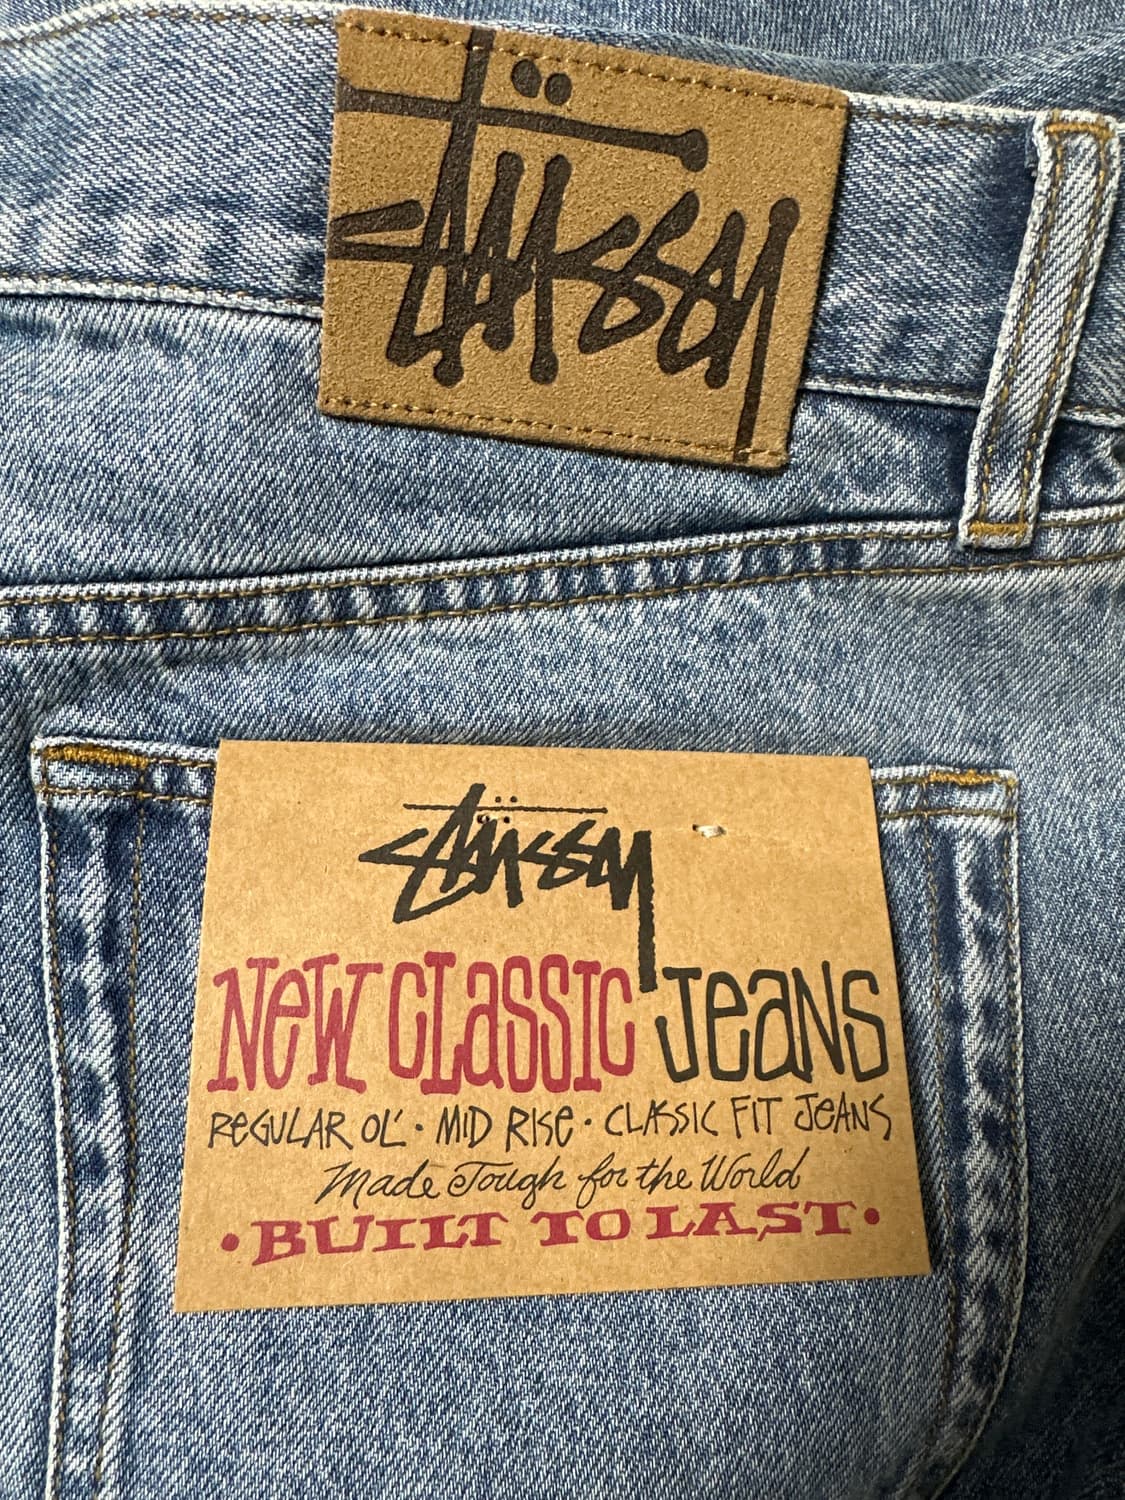 Stüssy
Stüssy
NEW CLASSIC JEANS
REGULAR OL' · MID RISE · CLASSIC FIT JEANS
Made Tough for the World
· BUILT TO LAST ·